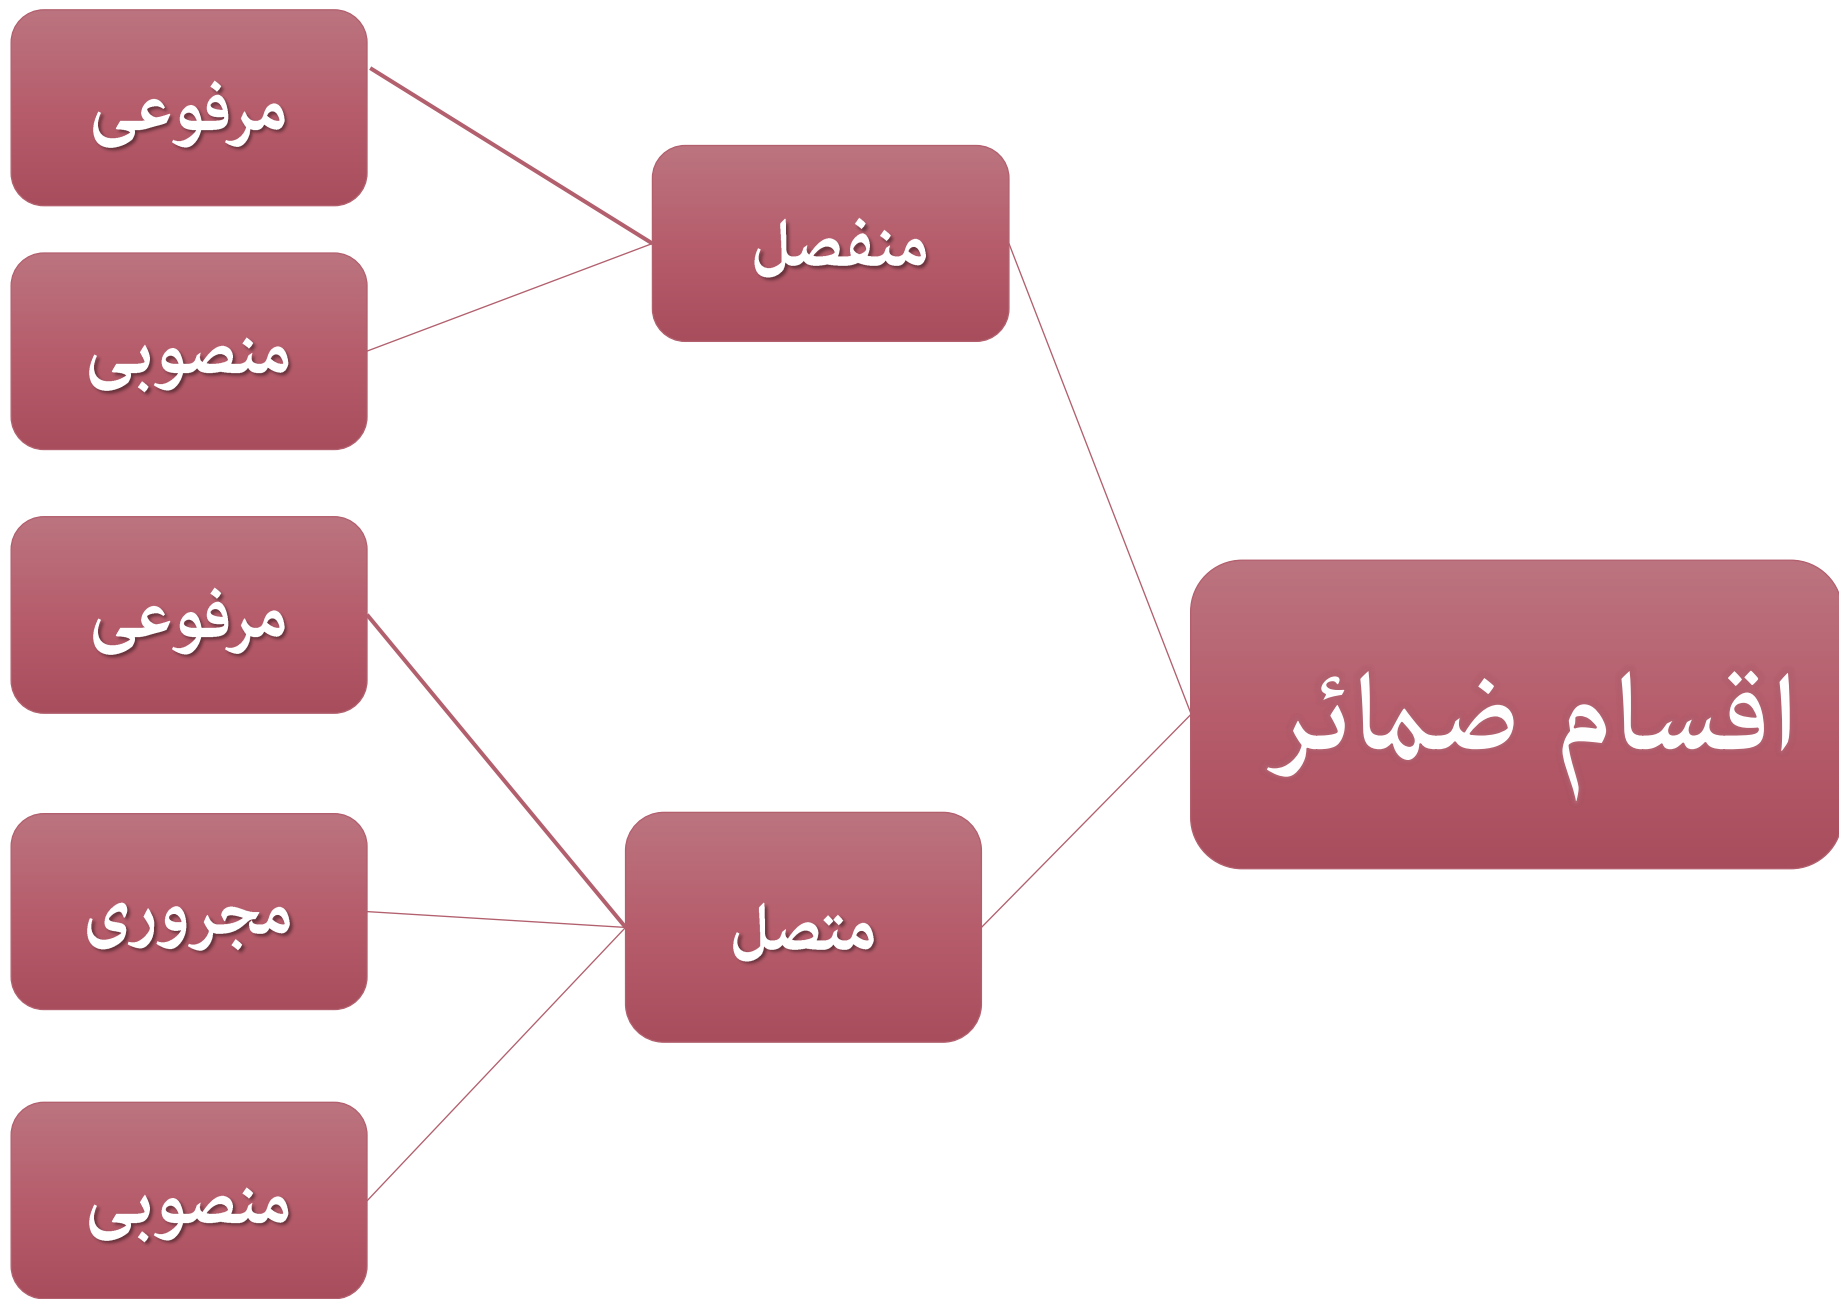 اقسام ضمائر
منفصل
مرفوعی
منصوبی
متصل
مرفوعی
مجروری
منصوبی